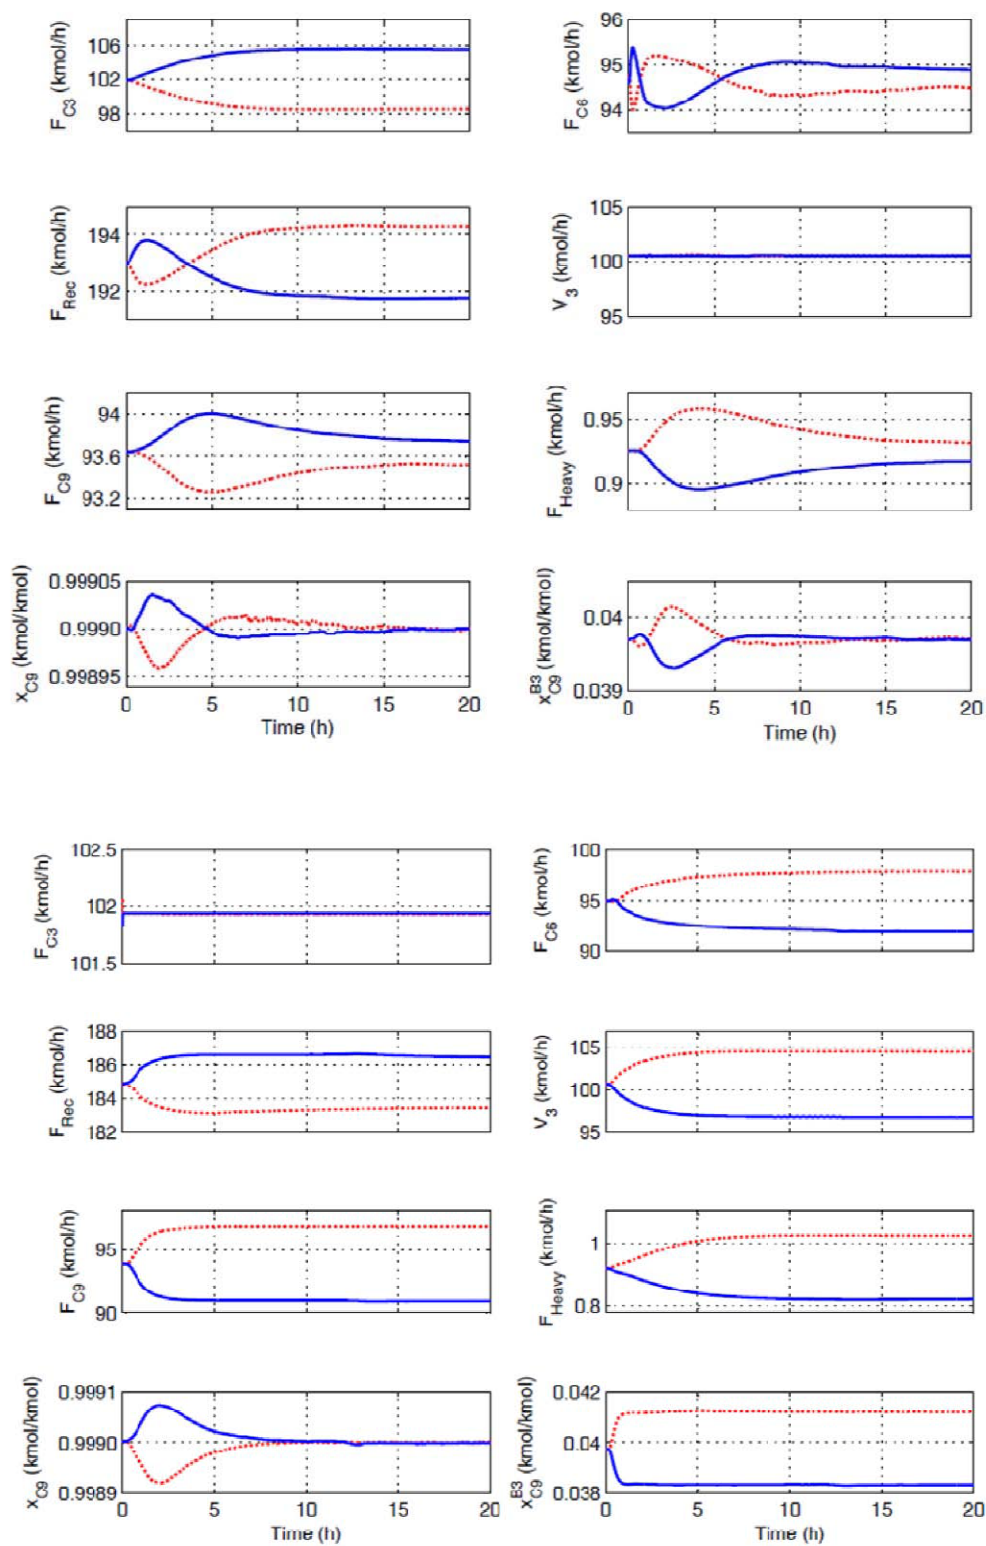 106
102
98
F_C3 (kmol/h)
96
95
94
F_C6 (kmol/h)
194
192
F_Rec (kmol/h)
105
100
95
V_3 (kmol/h)
94
93.6
93.2
F_C9 (kmol/h)
0.95
0.9
F_Heavy (kmol/h)
0.99905
0.9990
0.99895
x_C9 (kmol/kmol)
0 5 10 15 20
Time (h)
0.04
0.039
x_C9^B3 (kmol/kmol)
0 5 10 15 20
Time (h)
102.5
102
101.5
F_C3 (kmol/h)
100
95
90
F_C6 (kmol/h)
188
186
184
182
F_Rec (kmol/h)
105
100
95
V_3 (kmol/h)
95
90
F_C9 (kmol/h)
1
0.8
F_Heavy (kmol/h)
0.9991
0.9990
0.9989
x_C9 (kmol/kmol)
0 5 10 15 20
Time (h)
0.042
0.04
0.038
x_C9^B3 (kmol/kmol)
0 5 10 15 20
Time (h)